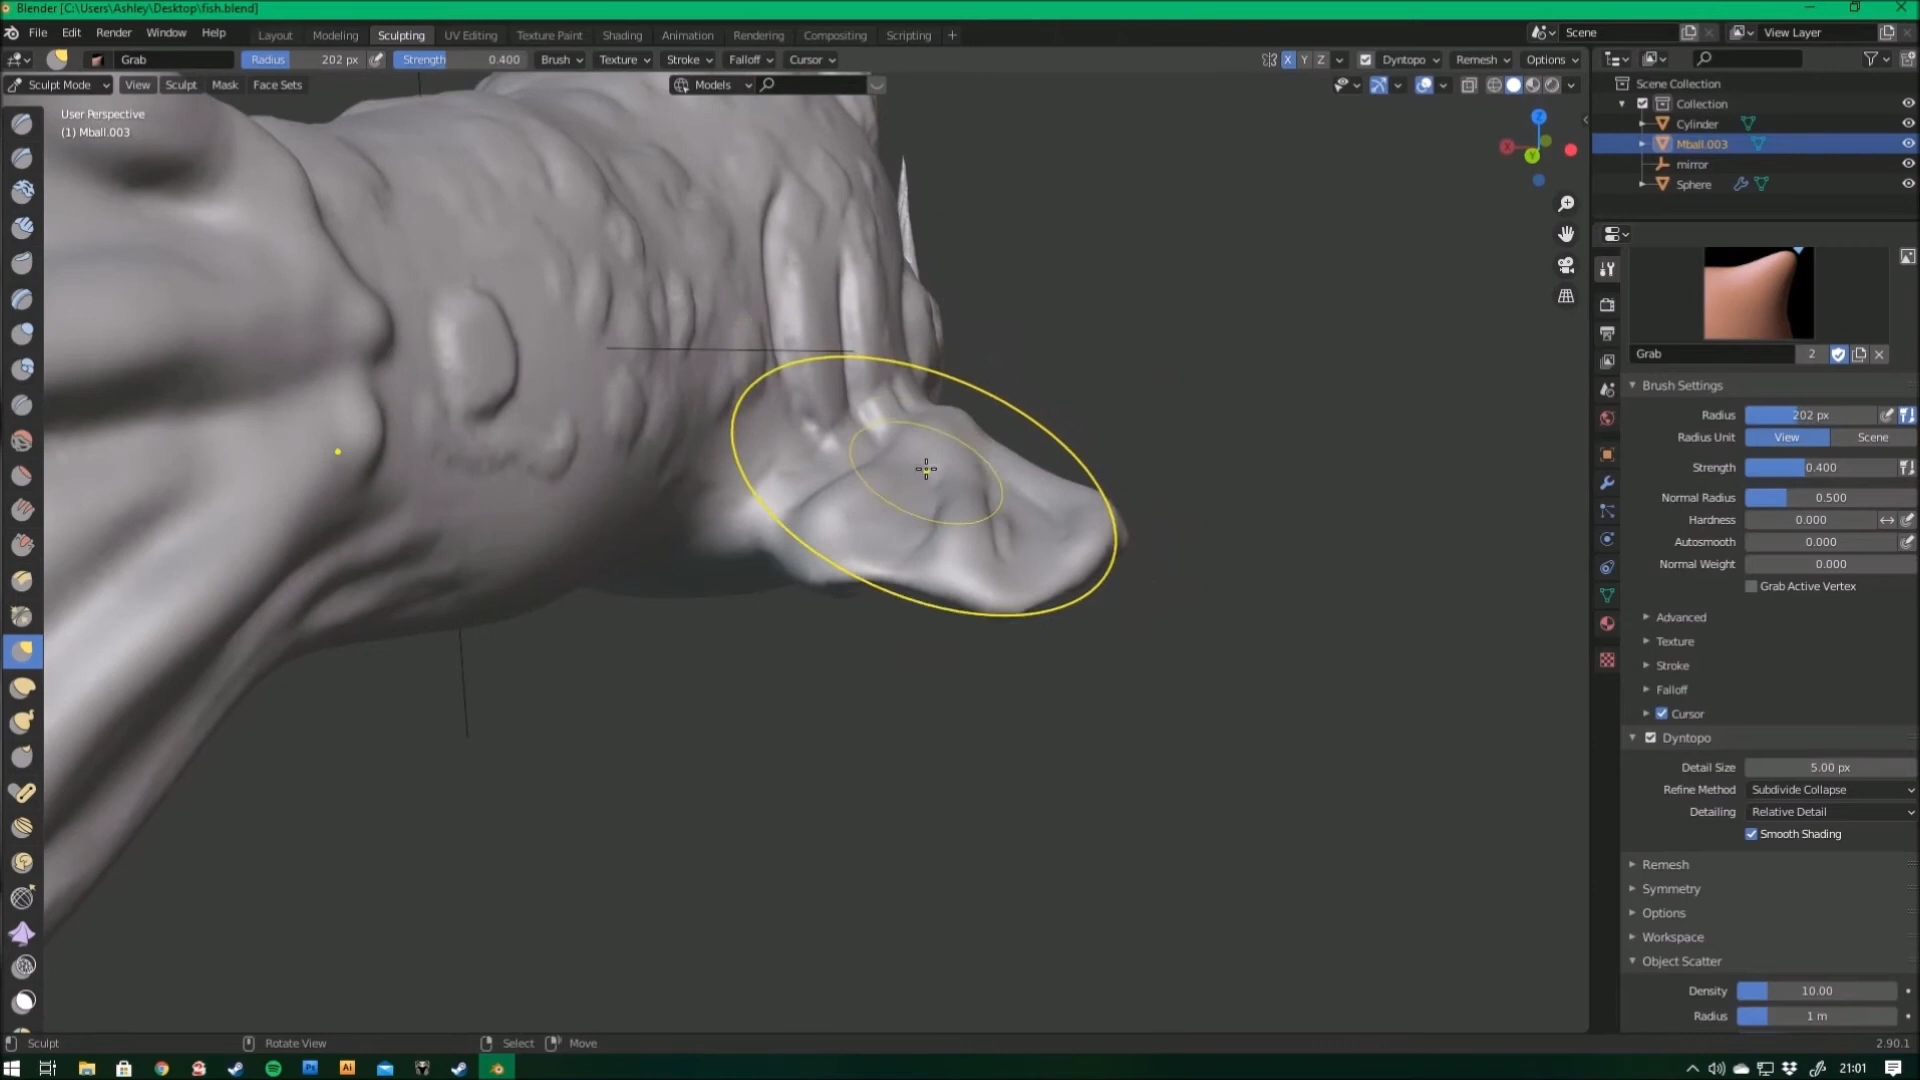 Blender [C:\Users\Ashley\Desktop\fish.blend]
File Edit Render Window Help Layout Modeling Sculpting UV Editing Texture Paint Shading Animation Rendering Compositing Scripting + Scene View Layer
Grab Radius 202 px Strength 0.400 Brush Texture Stroke Falloff Cursor X Y Z Dyntopo Remesh Options
Sculpt Mode View Sculpt Mask Face Sets Models
User Perspective
(1) Mball.003
Scene Collection
Collection
Cylinder
Mball.003
mirror
Sphere
Z
X
Y
Grab 2
Brush Settings
Radius 202 px
Radius Unit View Scene
Strength 0.400
Normal Radius 0.500
Hardness 0.000
Autosmooth 0.000
Normal Weight 0.000
Grab Active Vertex
Advanced
Texture
Stroke
Falloff
Cursor
Dyntopo
Detail Size 5.00 px
Refine Method Subdivide Collapse
Detailing Relative Detail
Smooth Shading
Remesh
Symmetry
Options
Workspace
Object Scatter
Density 10.00
Radius 1 m
Sculpt Rotate View Select Move 2.90.1
Ps Ai 21:01